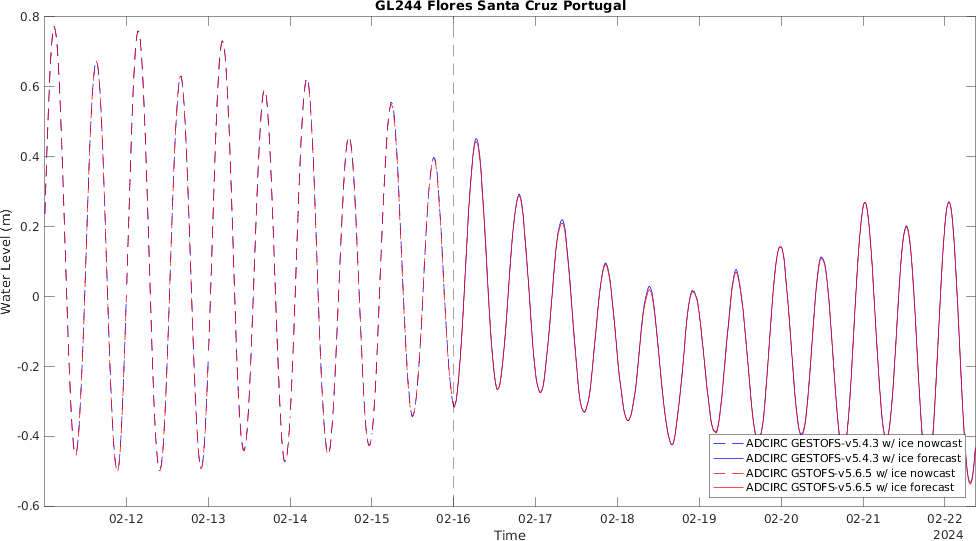 GL244 Flores Santa Cruz Portugal
0.8
0.6
0.4
0.2
0
-0.2
-0.4
-0.6
Water Level (m)
ADCIRC GESTOFS-v5.4.3 w/ ice nowcast
ADCIRC GESTOFS-v5.4.3 w/ ice forecast
ADCIRC GSTOFS-v5.6.5 w/ ice nowcast
ADCIRC GSTOFS-v5.6.5 w/ ice forecast
02-12 02-13 02-14 02-15 02-16 02-17 02-18 02-19 02-20 02-21 02-22
Time
2024